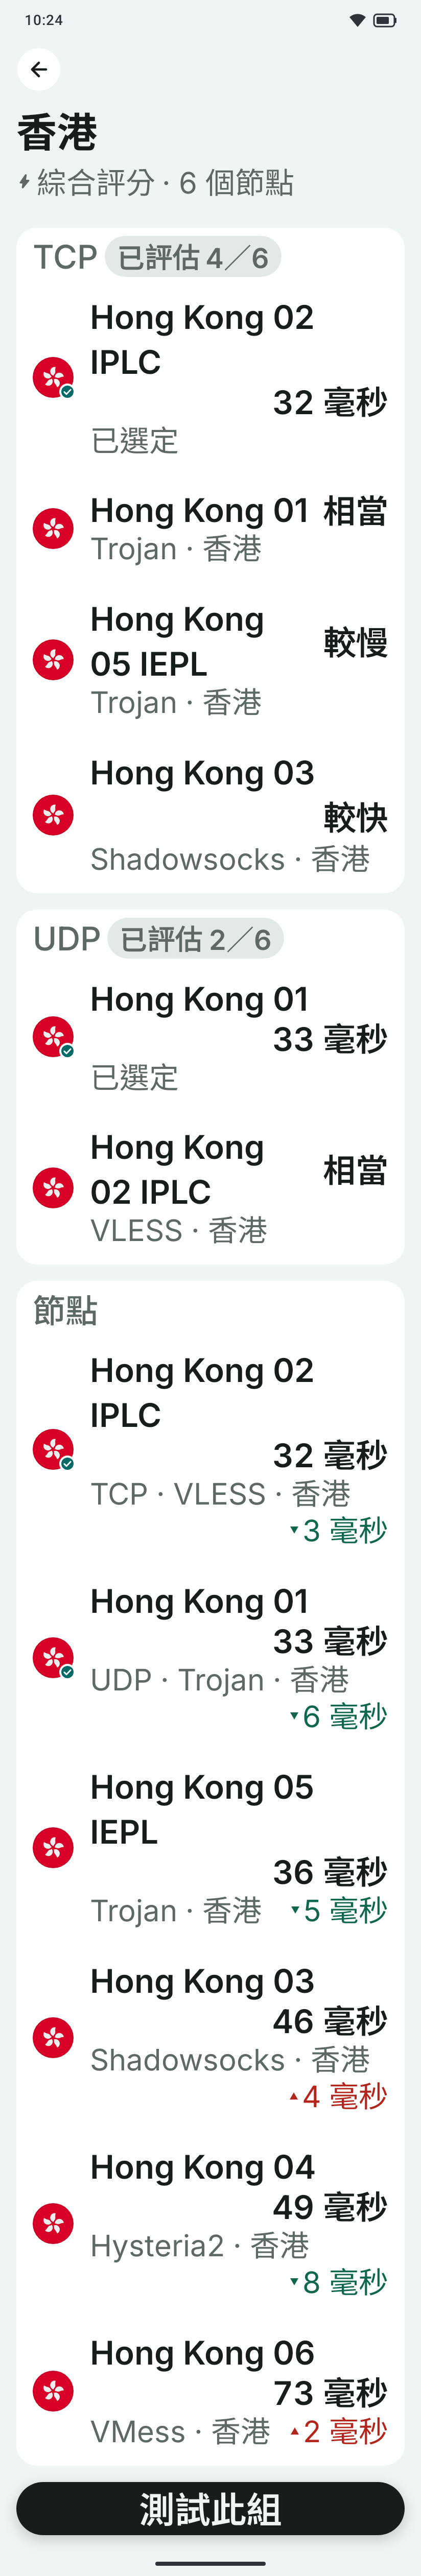 10:24
香港
綜合評分 · 6 個節點
TCP 已評估 4／6
Hong Kong 02
IPLC
32 毫秒
已選定
Hong Kong 01 相當
Trojan · 香港
Hong Kong
05 IEPL
較慢
Trojan · 香港
Hong Kong 03
較快
Shadowsocks · 香港
UDP 已評估 2／6
Hong Kong 01
33 毫秒
已選定
Hong Kong
02 IPLC
相當
VLESS · 香港
節點
Hong Kong 02
IPLC
32 毫秒
TCP · VLESS · 香港
▼3 毫秒
Hong Kong 01
33 毫秒
UDP · Trojan · 香港
▼6 毫秒
Hong Kong 05
IEPL
36 毫秒
Trojan · 香港 ▼5 毫秒
Hong Kong 03
46 毫秒
Shadowsocks · 香港
▲4 毫秒
Hong Kong 04
49 毫秒
Hysteria2 · 香港
▼8 毫秒
Hong Kong 06
73 毫秒
VMess · 香港 ▲2 毫秒
測試此組